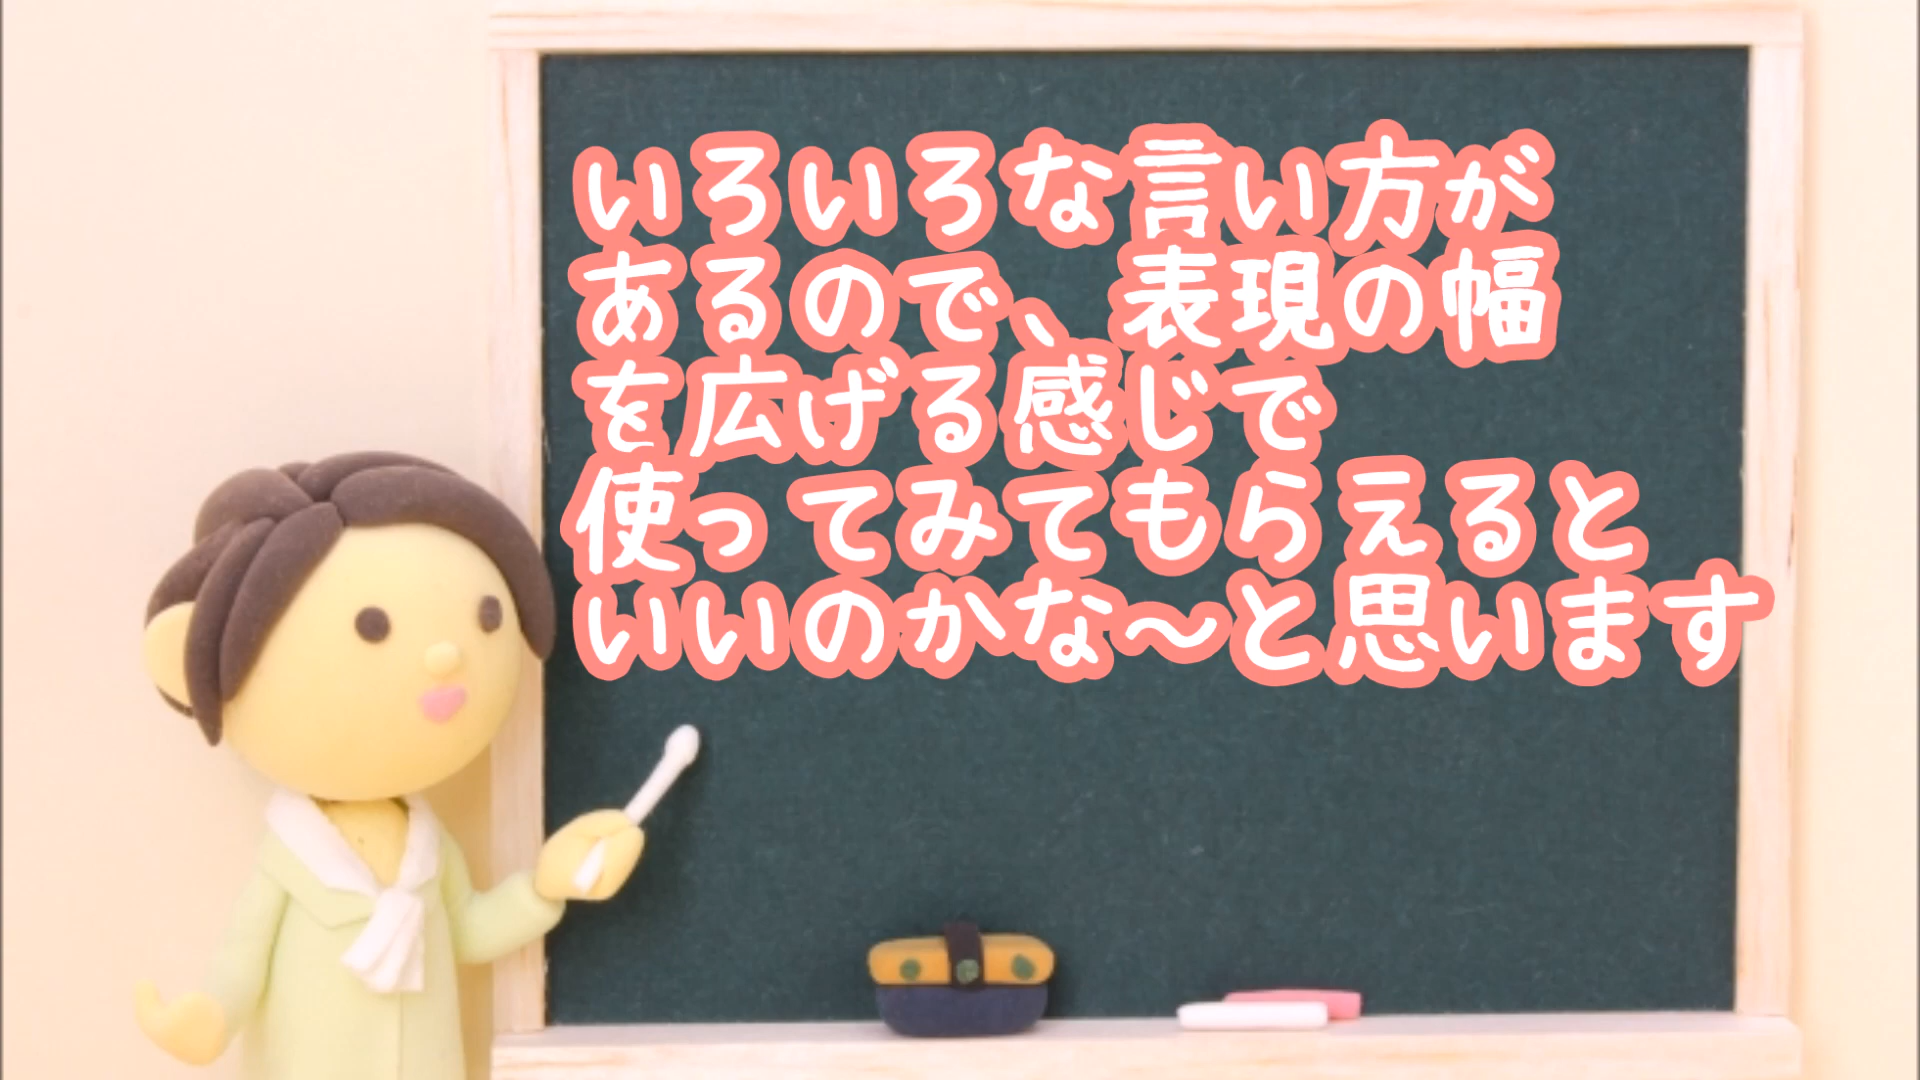 いろいろな言い方が
あるので、表現の幅
を広げる感じで
使ってみてもらえると
いいのかな～と思います